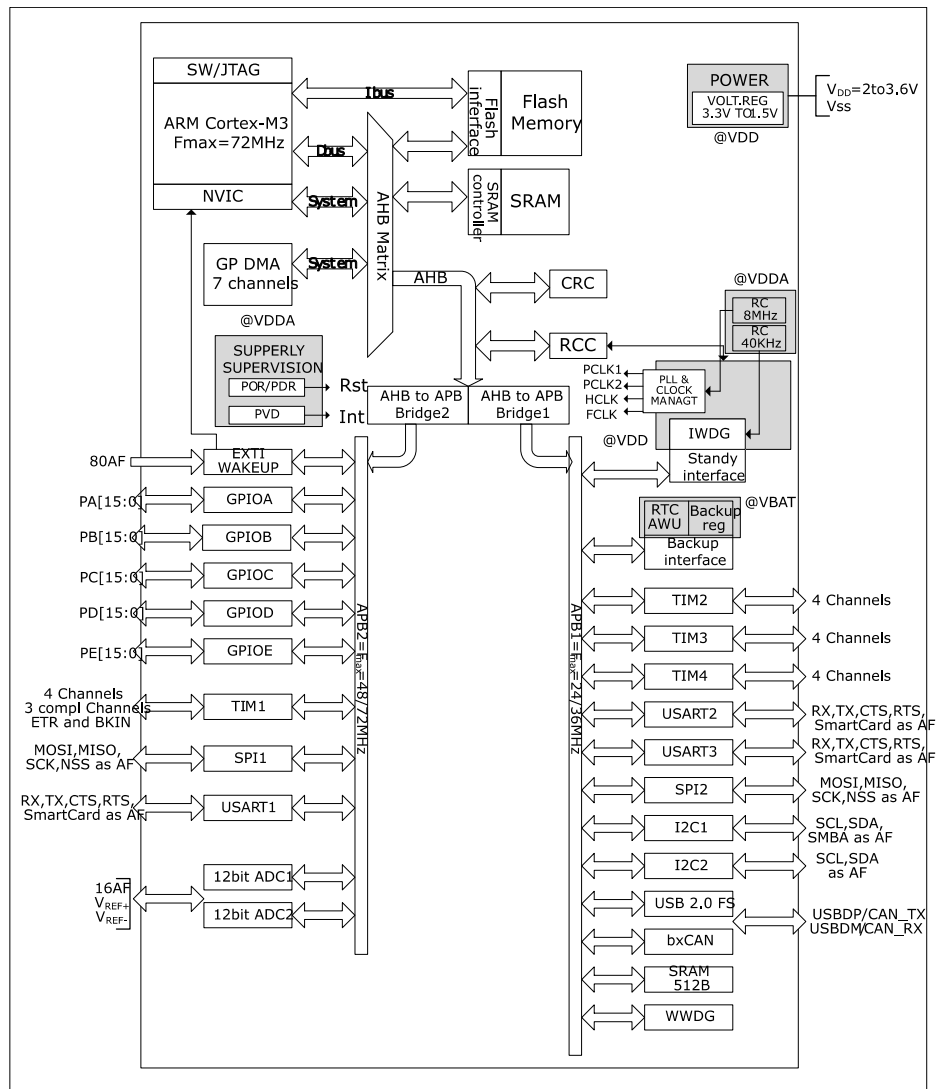 SW/JTAG
ARM Cortex-M3
Fmax=72MHz
NVIC
Ibus
Dbus
System
System
GP DMA
7 channels
AHB Matrix
Flash inferface
Flash
Memory
SRAM controller
SRAM
AHB
CRC
RCC
POWER
VOLT.REG
3.3V TO1.5V
@VDD
VDD=2to3,6V
Vss
@VDDA
RC
8MHz
RC
40KHz
@VDDA
SUPPERLY
SUPERVISION
POR/PDR
PVD
Rst
Int
AHB to APB
Bridge2
AHB to APB
Bridge1
PCLK1
PCLK2
HCLK
FCLK
PLL &
CLOCK
MANAGT
@VDD
IWDG
Standy
interface
@VBAT
RTC
AWU
Backup
reg
Backup
interface
80AF
EXTI
WAKEUP
PA[15:0]
GPIOA
PB[15:0]
GPIOB
PC[15:0]
GPIOC
PD[15:0]
GPIOD
PE[15:0]
GPIOE
4 Channels
3 compl Channels
ETR and BKIN
TIM1
MOSI,MISO,
SCK,NSS as AF
SPI1
RX,TX,CTS,RTS,
SmartCard as AF
USART1
16AF
VREF+
VREF-
12bit ADC1
12bit ADC2
APB2=Fmax=48/72MHz
APB1=Fmax=24/36MHz
TIM2
4 Channels
TIM3
4 Channels
TIM4
4 Channels
USART2
RX,TX,CTS,RTS,
SmartCard as AF
USART3
RX,TX,CTS,RTS,
SmartCard as AF
SPI2
MOSI,MISO,
SCK,NSS as AF
I2C1
SCL,SDA,
SMBA as AF
I2C2
SCL,SDA
as AF
USB 2.0 FS
USBDP/CAN_TX
USBDM/CAN_RX
bxCAN
SRAM
512B
WWDG